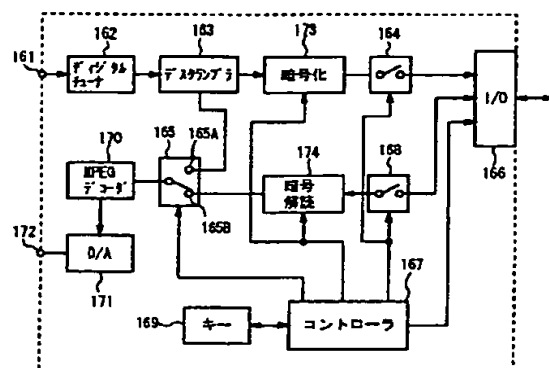 162
163
173
164
161
ディジタル
チューナ
デスクランブラ
暗号化
I/O
170
165
165A
174
168
166
MPEG
デコーダ
165B
暗号
解読
172
D/A
167
171
169
キー
コントローラ